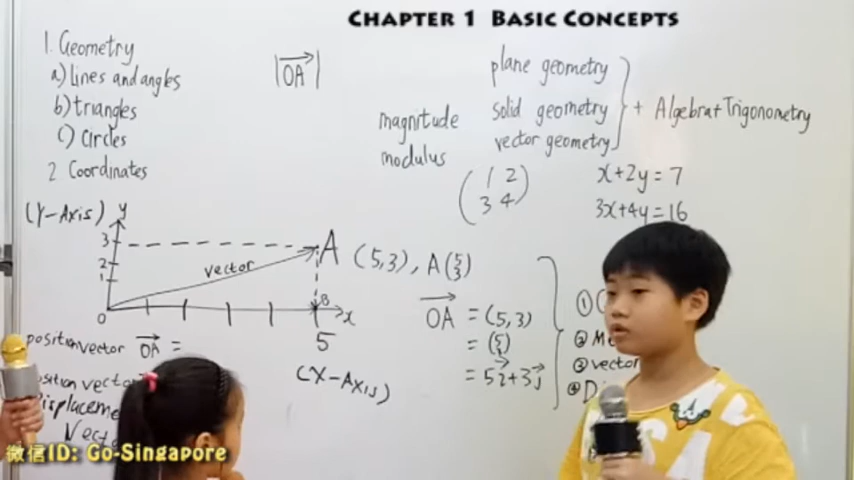 CHAPTER 1 BASIC CONCEPTS
1. Geometry
a) Lines and angles
b) triangles
c) Circles
2 Coordinates
|OA|
magnitude
modulus
plane geometry
solid geometry
vector geometry
+ Algebra + Trigonometry
(1 2
3 4)
x+2y = 7
3x+4y = 16
(Y-AXIS) y
3
2
1
0
vector
A (5,3), A(5
3)
B
x
5
(X-AXIS)
OA = (5,3)
= (5
3)
= 5i+3j
①
②
③ vector
④
position vector OA =
position vector
isplaceme
Vect
微信ID: Go-Singapore